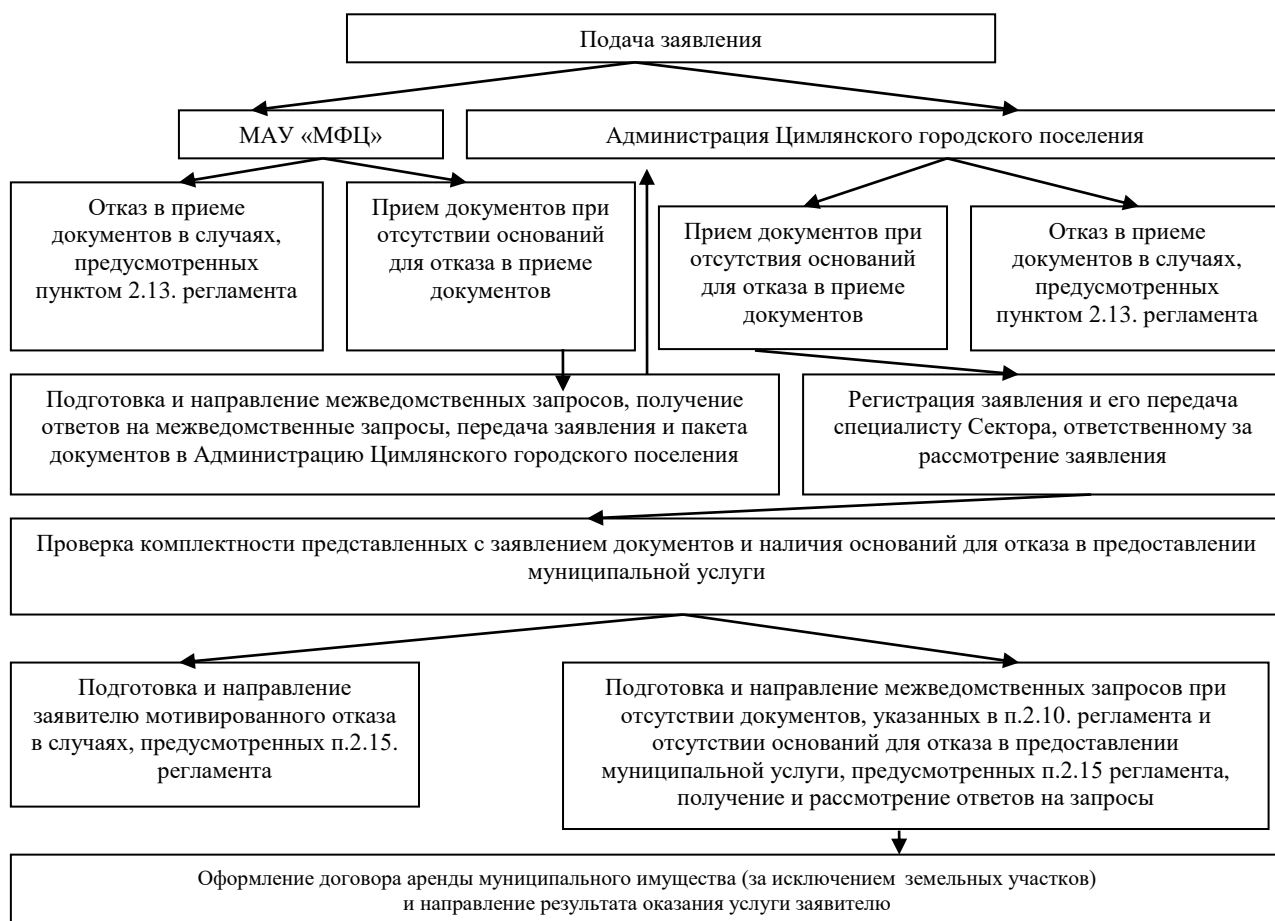 Подача заявления
МАУ «МФЦ»
Администрация Цимлянского городского поселения
Отказ в приеме
документов в случаях,
предусмотренных
пунктом 2.13. регламента
Прием документов при
отсутствии оснований
для отказа в приеме
документов
Прием документов при
отсутствия оснований
для отказа в приеме
документов
Отказ в приеме
документов в случаях,
предусмотренных
пунктом 2.13. регламента
Подготовка и направление межведомственных запросов, получение
ответов на межведомственные запросы, передача заявления и пакета
документов в Администрацию Цимлянского городского поселения
Регистрация заявления и его передача
специалисту Сектора, ответственному за
рассмотрение заявления
Проверка комплектности представленных с заявлением документов и наличия оснований для отказа в предоставлении
муниципальной услуги
Подготовка и направление
заявителю мотивированного отказа
в случаях, предусмотренных п.2.15.
регламента
Подготовка и направление межведомственных запросов при
отсутствии документов, указанных в п.2.10. регламента и
отсутствии оснований для отказа в предоставлении
муниципальной услуги, предусмотренных п.2.15 регламента,
получение и рассмотрение ответов на запросы
Оформление договора аренды муниципального имущества (за исключением земельных участков)
и направление результата оказания услуги заявителю